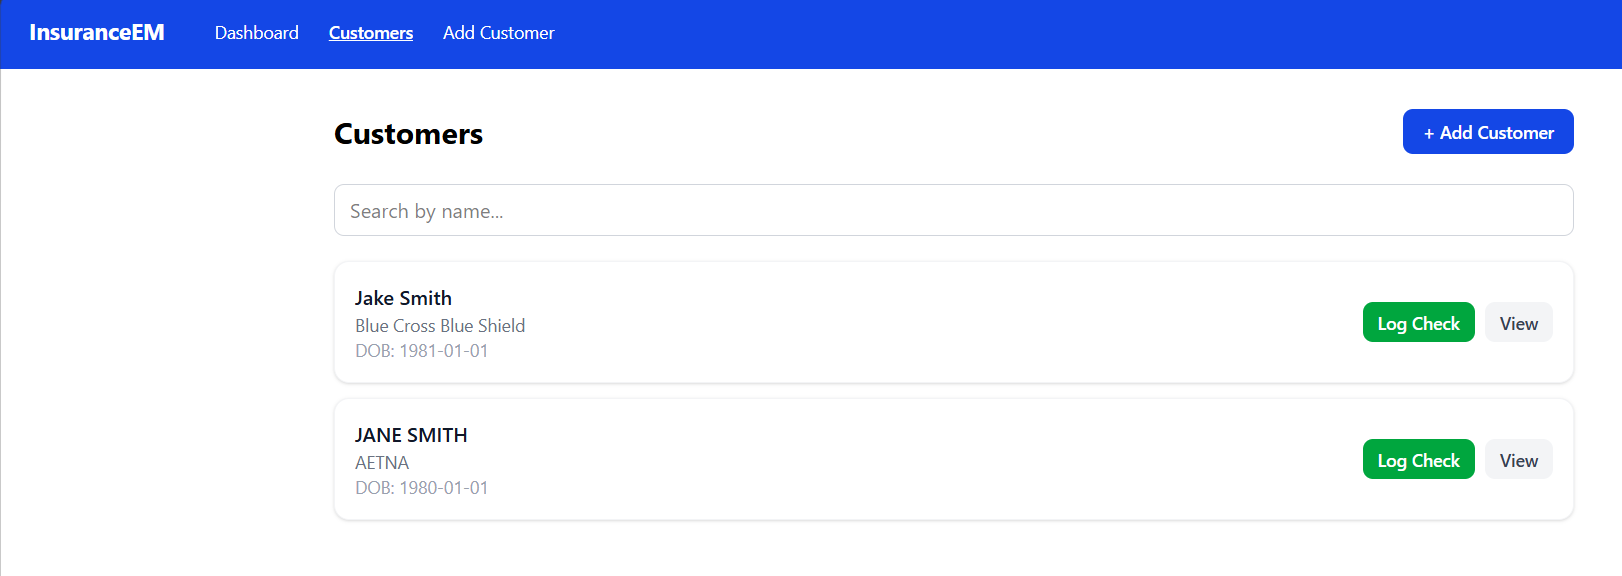 InsuranceEM Dashboard Customers Add Customer
Customers
+ Add Customer
Search by name...
Jake Smith
Blue Cross Blue Shield
DOB: 1981-01-01
Log Check View
JANE SMITH
AETNA
DOB: 1980-01-01
Log Check View